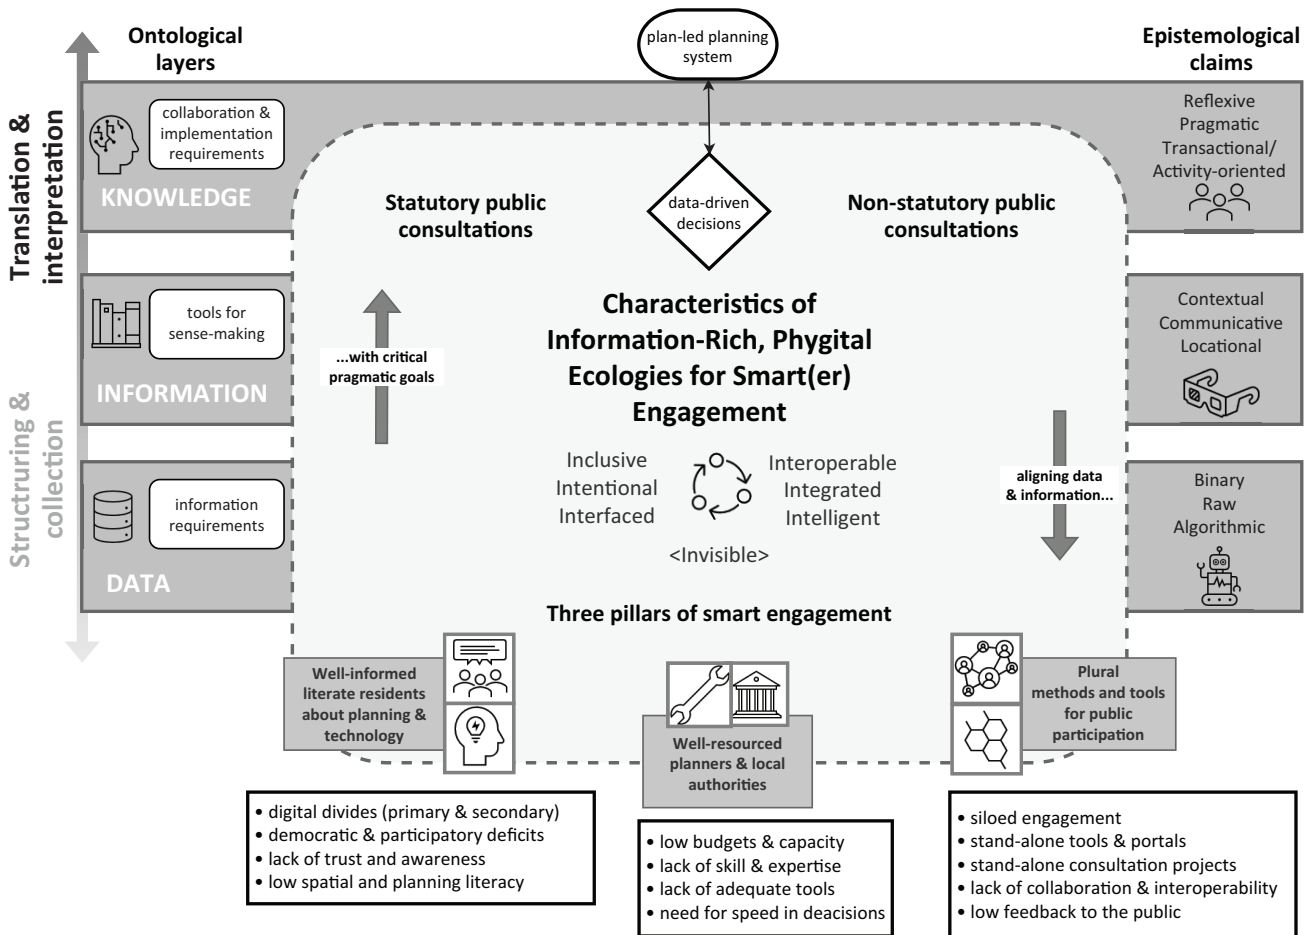 Ontological
layers
plan-led planning
system
Epistemological
claims
Translation &
interpretation
Structruring &
collection
collaboration &
implementation
requirements
KNOWLEDGE
tools for
sense-making
INFORMATION
information
requirements
DATA
Statutory public
consultations
data-driven
decisions
Non-statutory public
consultations
...with critical
pragmatic goals
Characteristics of
Information-Rich, Phygital
Ecologies for Smart(er)
Engagement
Inclusive
Intentional
Interfaced
Interoperable
Integrated
Intelligent
<Invisible>
aligning data
& information...
Reflexive
Pragmatic
Transactional/
Activity-oriented
Contextual
Communicative
Locational
Binary
Raw
Algorithmic
Three pillars of smart engagement
Well-informed
literate residents
about planning &
technology
Well-resourced
planners & local
authorities
Plural
methods and tools
for public
participation
• digital divides (primary & secondary)
• democratic & participatory deficits
• lack of trust and awareness
• low spatial and planning literacy
• low budgets & capacity
• lack of skill & expertise
• lack of adequate tools
• need for speed in deacisions
• siloed engagement
• stand-alone tools & portals
• stand-alone consultation projects
• lack of collaboration & interoperability
• low feedback to the public